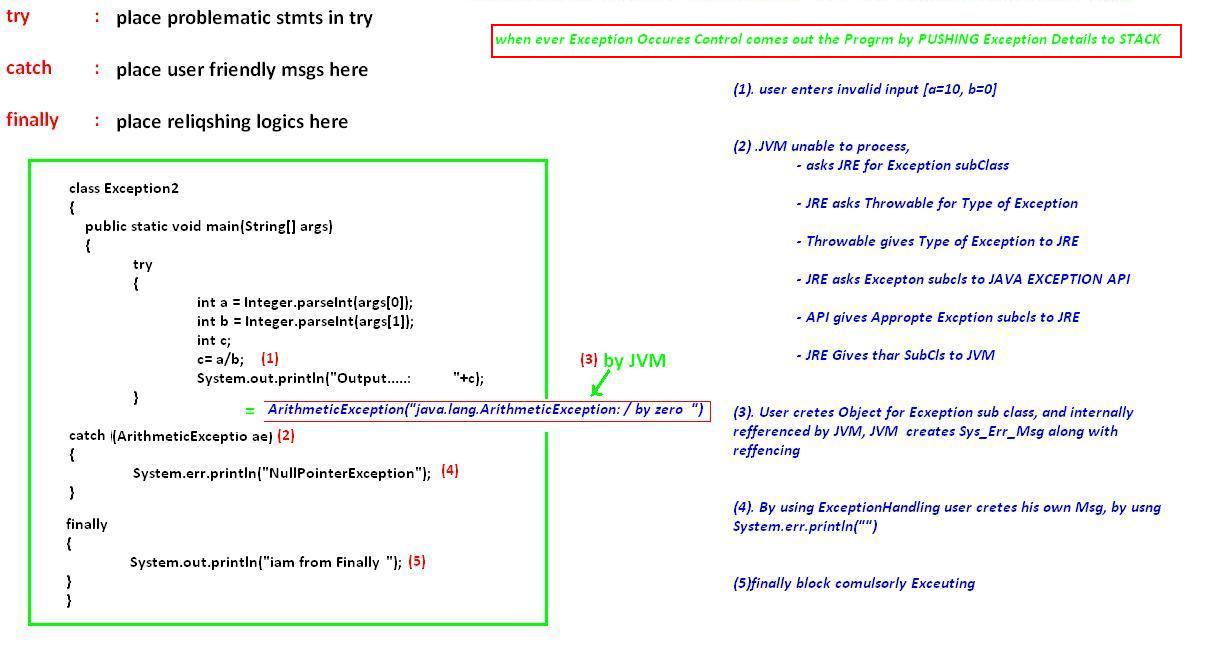 try : place problematic stmts in try
catch : place user friendly msgs here
finally : place reliqshing logics here
class Exception2
{
public static void main(String[] args)
{
try
{
int a = Integer.parseInt(args[0]);
int b = Integer.parseInt(args[1]);
int c;
c= a/b; (1)
System.out.println("Output.....: "+c);
}
(3) by JVM
= ArithmeticException("java.lang.ArithmeticException: / by zero ")
catch (ArithmeticExceptio ae) (2)
{
System.err.println("NullPointerException"); (4)
}
finally
{
System.out.println("iam from Finally "); (5)
}
}
when ever Exception Occures Control comes out the Progrm by PUSHING Exception Details to STACK
(1). user enters invalid input [a=10, b=0]
(2) .JVM unable to process,
- asks JRE for Exception subClass
- JRE asks Throwable for Type of Exception
- Throwable gives Type of Exception to JRE
- JRE asks Excepton subcls to JAVA EXCEPTION API
- API gives Appropte Excption subcls to JRE
- JRE Gives thar SubCls to JVM
(3). User cretes Object for Ecxeption sub class, and internally
refferenced by JVM, JVM creates Sys_Err_Msg along with
reffencing
(4). By using ExceptionHandling user cretes his own Msg, by usng
System.err.println("")
(5)finally block comulsorly Exceuting